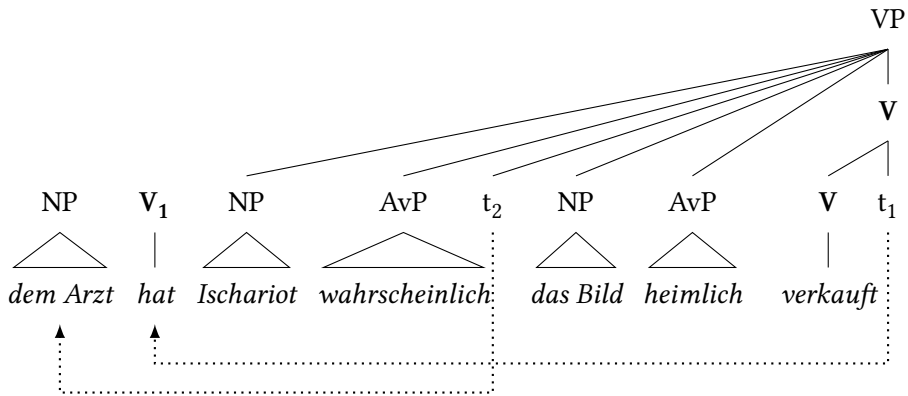 VP
V
NP V₁ NP AvP t₂ NP AvP V t₁
dem Arzt hat Ischariot wahrscheinlich das Bild heimlich verkauft